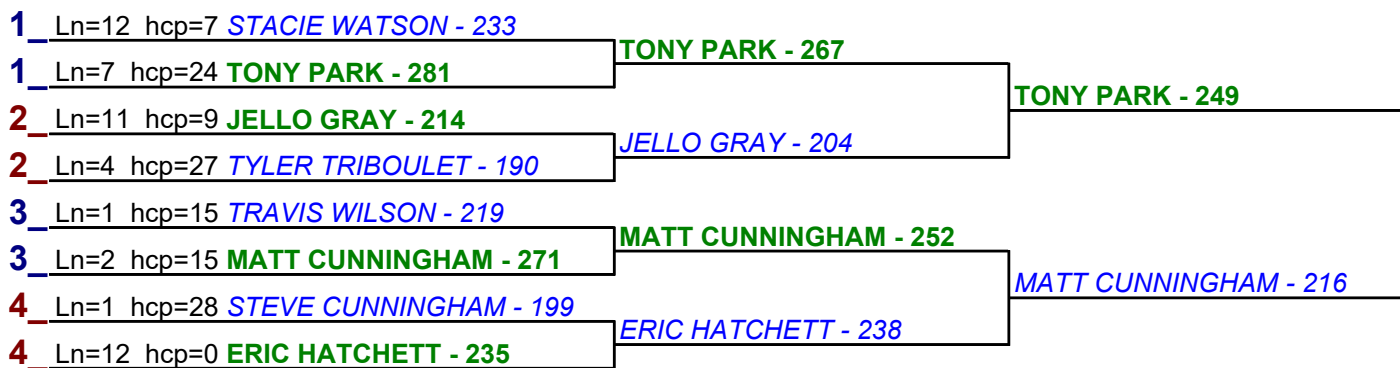 1_ Ln=12 hcp=7 STACIE WATSON - 233
TONY PARK - 267
1_ Ln=7 hcp=24 TONY PARK - 281
TONY PARK - 249
2_ Ln=11 hcp=9 JELLO GRAY - 214
JELLO GRAY - 204
2_ Ln=4 hcp=27 TYLER TRIBOULET - 190
3_ Ln=1 hcp=15 TRAVIS WILSON - 219
MATT CUNNINGHAM - 252
3_ Ln=2 hcp=15 MATT CUNNINGHAM - 271
MATT CUNNINGHAM - 216
4_ Ln=1 hcp=28 STEVE CUNNINGHAM - 199
ERIC HATCHETT - 238
4_ Ln=12 hcp=0 ERIC HATCHETT - 235